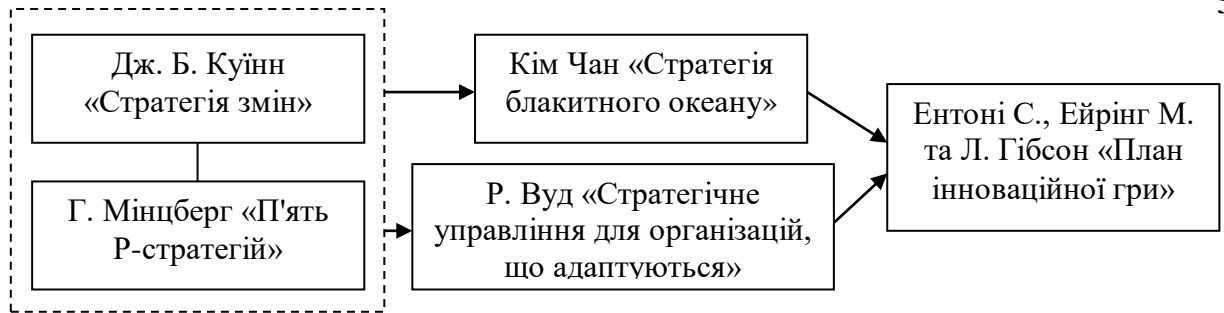 Дж. Б. Куїнн
«Стратегія змін»
Г. Мінцберг «П'ять
Р-стратегій»
Кім Чан «Стратегія
блакитного океану»
Р. Вуд «Стратегічне
управління для організацій,
що адаптуються»
Ентоні С., Ейрінг М.
та Л. Гібсон «План
інноваційної гри»